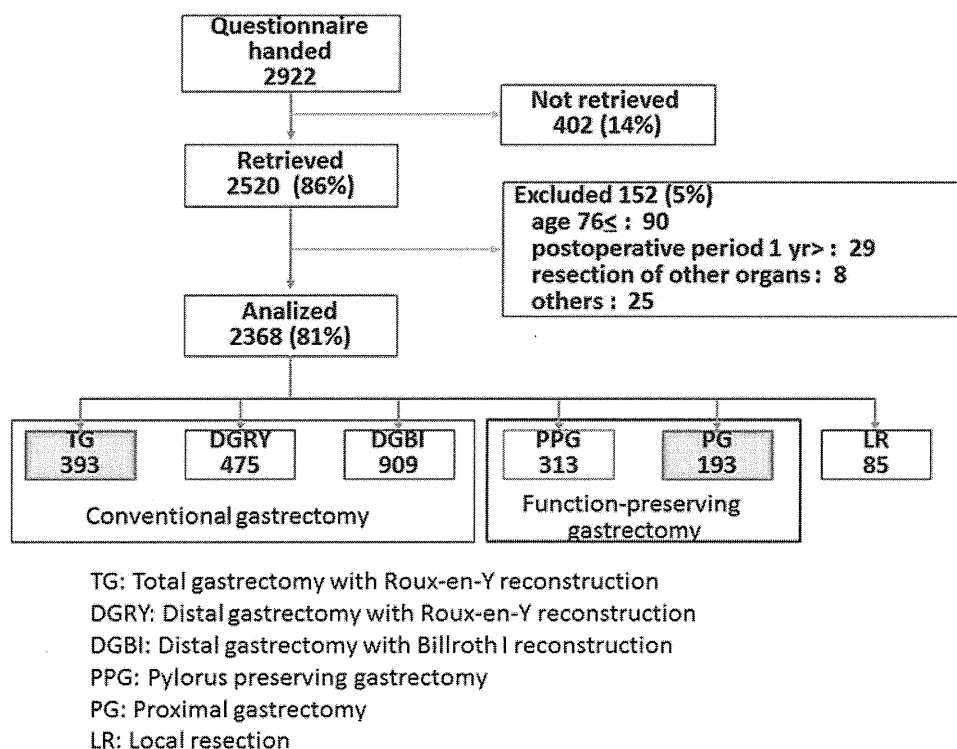 Questionnaire
handed
2922
Not retrieved
402 (14%)
Retrieved
2520 (86%)
Excluded 152 (5%)
age 76≤ : 90
postoperative period 1 yr> : 29
resection of other organs : 8
others : 25
Analized
2368 (81%)
TG
393
DGRY
475
DGBI
909
PPG
313
PG
193
LR
85
Conventional gastrectomy
Function-preserving
gastrectomy
TG: Total gastrectomy with Roux-en-Y reconstruction
DGRY: Distal gastrectomy with Roux-en-Y reconstruction
DGBI: Distal gastrectomy with Billroth I reconstruction
PPG: Pylorus preserving gastrectomy
PG: Proximal gastrectomy
LR: Local resection